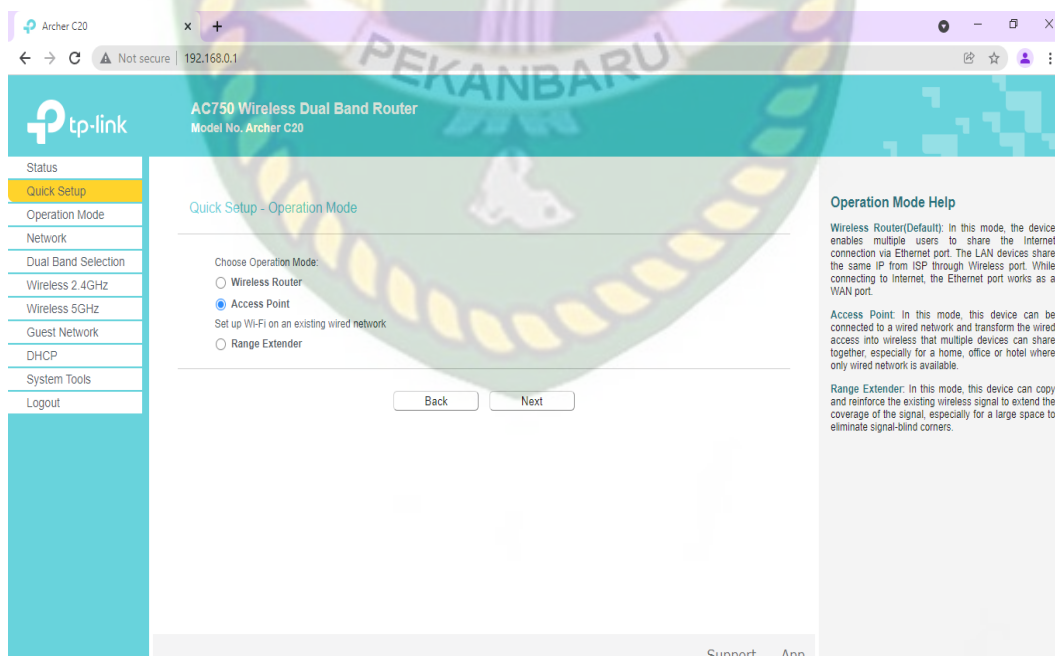 Archer C20
Not secure | 192.168.0.1
PEKANBARU
tp-link
AC750 Wireless Dual Band Router
Model No. Archer C20
Status
Quick Setup
Operation Mode
Network
Dual Band Selection
Wireless 2.4GHz
Wireless 5GHz
Guest Network
DHCP
System Tools
Logout
Quick Setup - Operation Mode
Choose Operation Mode:
Wireless Router
Access Point
Set up Wi-Fi on an existing wired network
Range Extender
Back
Next
Operation Mode Help
Wireless Router(Default): In this mode, the device
enables multiple users to share the Internet
connection via Ethernet port. The LAN devices share
the same IP from ISP through Wireless port. While
connecting to Internet, the Ethernet port works as a
WAN port.
Access Point: In this mode, this device can be
connected to a wired network and transform the wired
access into wireless that multiple devices can share
together, especially for a home, office or hotel where
only wired network is available.
Range Extender: In this mode, this device can copy
and reinforce the existing wireless signal to extend the
coverage of the signal, especially for a large space to
eliminate signal-blind corners.
Support
App